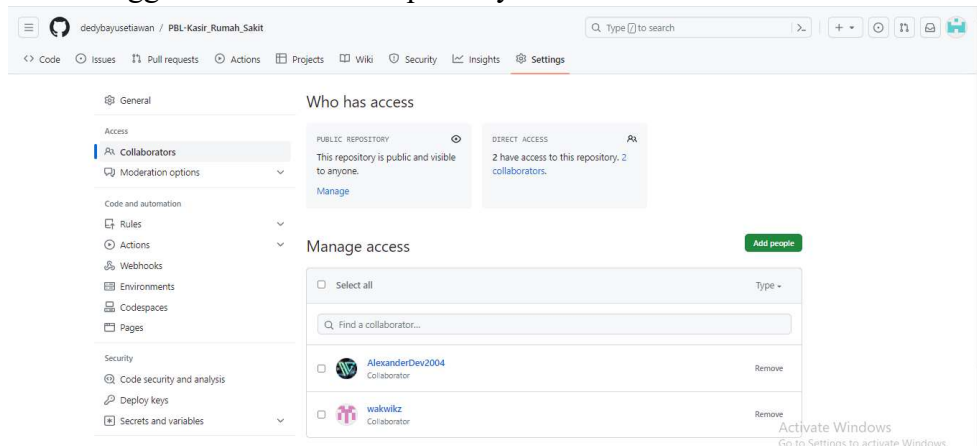 dedybayusetiawan / PBL-Kasir_Rumah_Sakit
Type / to search
Code Issues Pull requests Actions Projects Wiki Security Insights Settings
General
Access
Collaborators
Moderation options
Code and automation
Rules
Actions
Webhooks
Environments
Codespaces
Pages
Security
Code security and analysis
Deploy keys
Secrets and variables
Who has access
PUBLIC REPOSITORY
This repository is public and visible
to anyone.
Manage
DIRECT ACCESS
2 have access to this repository. 2
collaborators.
Manage access
Add people
Select all
Type
Find a collaborator...
AlexanderDev2004
Collaborator
Remove
wakwikz
Collaborator
Remove
Activate Windows
Go to Settings to activate Windows.